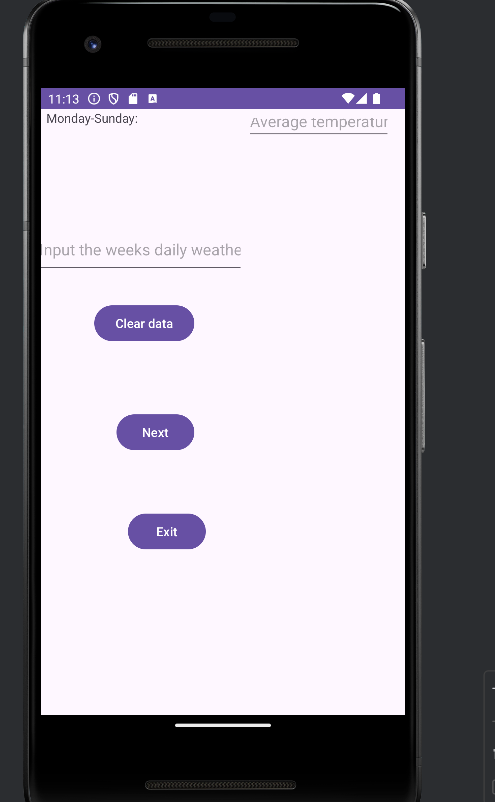 11:13
A
Monday-Sunday:
Average temperatur
Input the weeks daily weathe
Clear data
Next
Exit